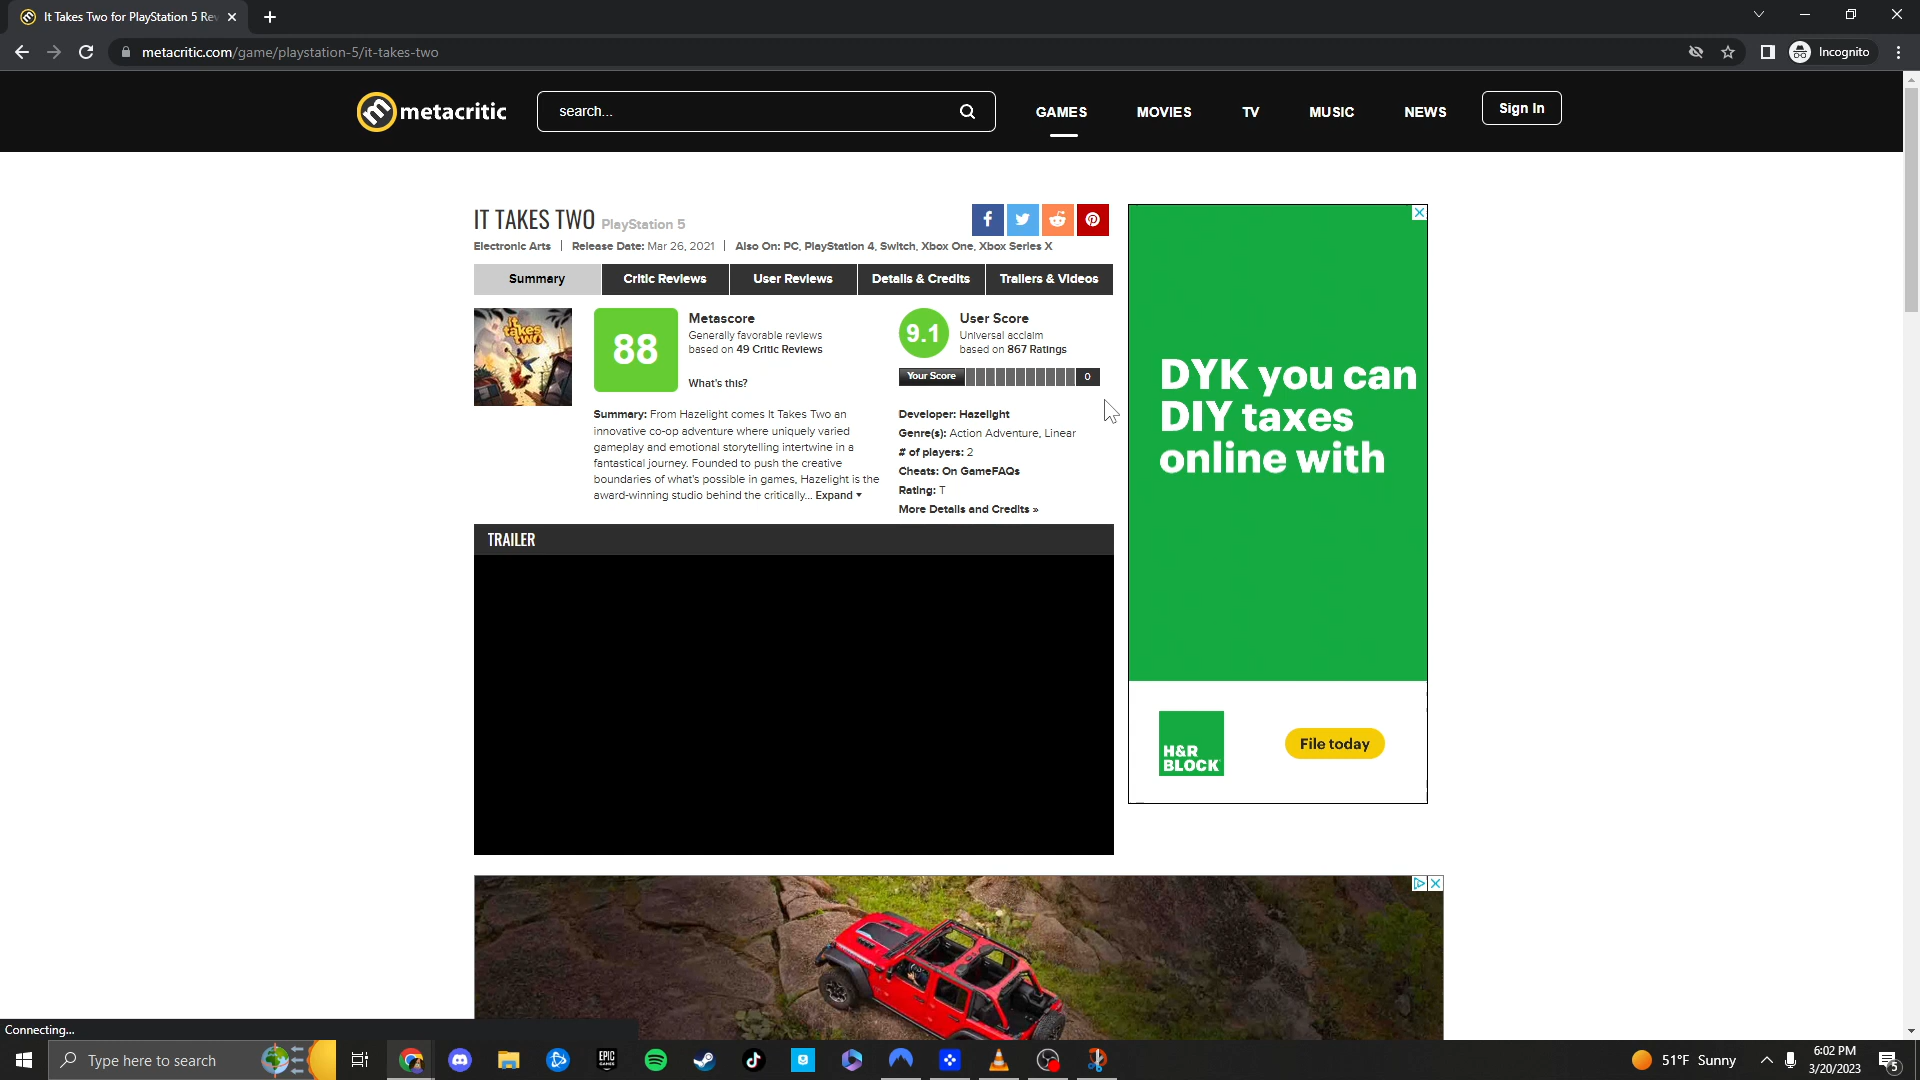 It Takes Two for PlayStation 5 Rev
metacritic.com/game/playstation-5/it-takes-two
Incognito
metacritic
search...
GAMES
MOVIES
TV
MUSIC
NEWS
Sign In
IT TAKES TWO PlayStation 5
Electronic Arts | Release Date: Mar 26, 2021 | Also On: PC, PlayStation 4, Switch, Xbox One, Xbox Series X
Summary
Critic Reviews
User Reviews
Details & Credits
Trailers & Videos
it takes two
88
Metascore
Generally favorable reviews
based on 49 Critic Reviews
What's this?
9.1
User Score
Universal acclaim
based on 867 Ratings
Your Score
0
Summary: From Hazelight comes It Takes Two an
innovative co-op adventure where uniquely varied
gameplay and emotional storytelling intertwine in a
fantastical journey. Founded to push the creative
boundaries of what's possible in games, Hazelight is the
award-winning studio behind the critically... Expand
Developer: Hazelight
Genre(s): Action Adventure, Linear
# of players: 2
Cheats: On GameFAQs
Rating: T
More Details and Credits »
TRAILER
DYK you can
DIY taxes
online with
H&R
BLOCK
File today
Connecting...
Type here to search
EPIC
GAMES
51°F Sunny
6:02 PM
3/20/2023
5